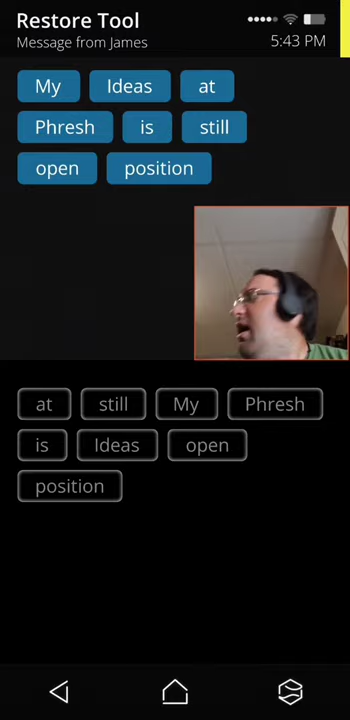 Restore Tool
Message from James
5:43 PM
My Ideas at
Phresh is still
open position
at still My Phresh
is Ideas open
position